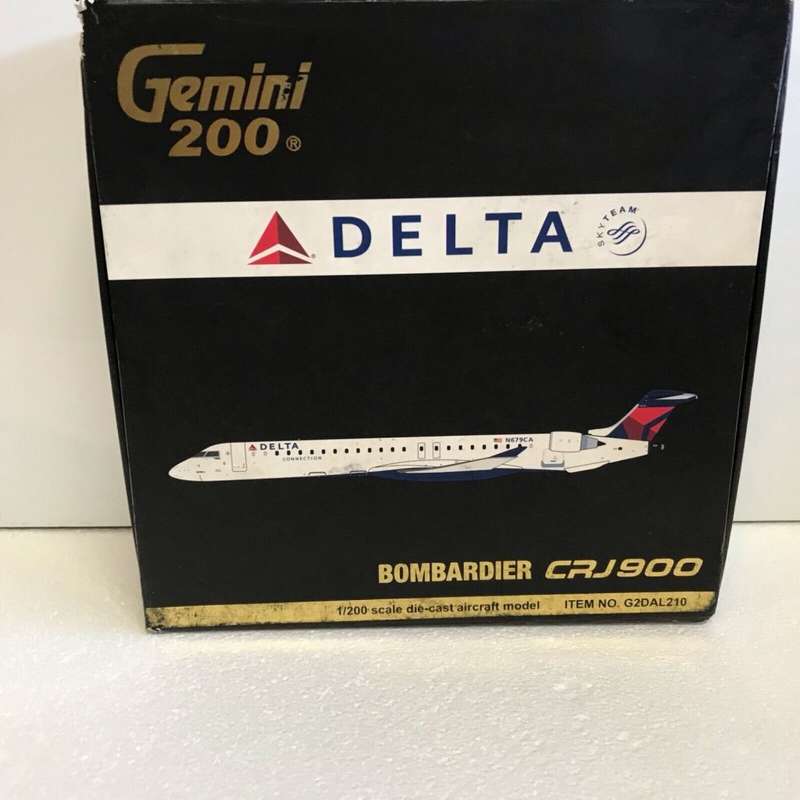 Gemini
200®
DELTA
SKYTEAM
DELTA
CONNECTION
N679CA
BOMBARDIER CRJ900
1/200 scale die-cast aircraft model ITEM NO. G2DAL210